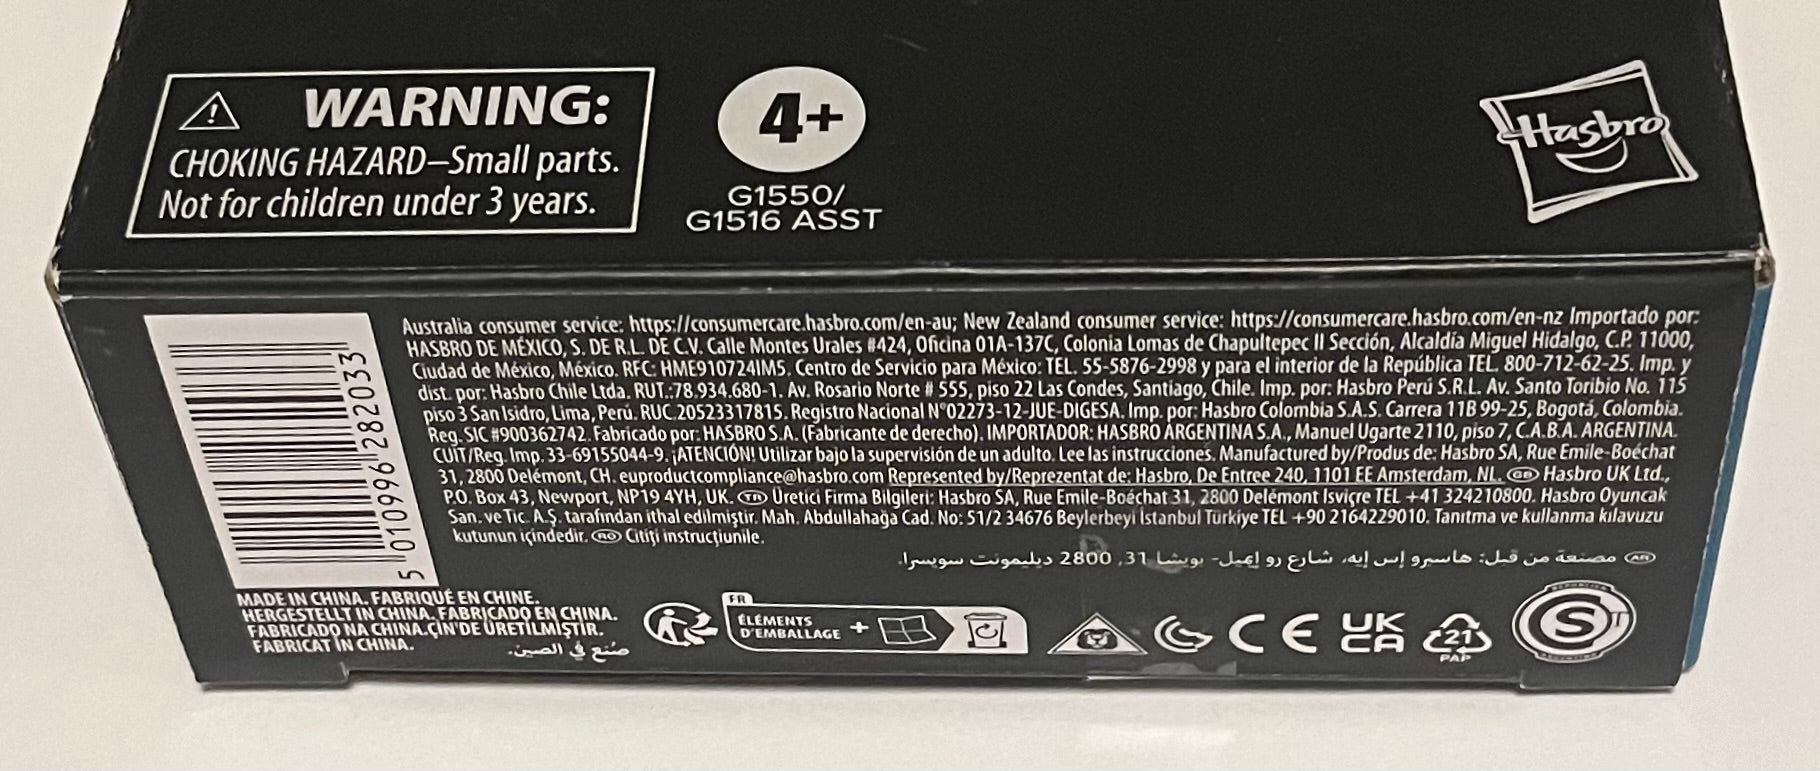 WARNING:
CHOKING HAZARD–Small parts.
Not for children under 3 years.
4+
G1550/
G1516 ASST
Hasbro
5 010996 282033
Australia consumer service: https://consumercare.hasbro.com/en-au; New Zealand consumer service: https://consumercare.hasbro.com/en-nz Importado por:
HASBRO DE MÉXICO, S. DE R.L. DE C.V. Calle Montes Urales #424, Oficina 01A-137C, Colonia Lomas de Chapultepec II Sección, Alcaldía Miguel Hidalgo, C.P. 11000,
Ciudad de México, México. RFC: HME910724IM5. Centro de Servicio para México: TEL. 55-5876-2998 y para el interior de la República TEL. 800-712-62-25. Imp. y
dist. por: Hasbro Chile Ltda. RUT.:78.934.680-1. Av. Rosario Norte # 555, piso 22 Las Condes, Santiago, Chile. Imp. por: Hasbro Perú S.R.L. Av. Santo Toribio No. 115
piso 3 San Isidro, Lima, Perú. RUC.20523317815. Registro Nacional N°02273-12-JUE-DIGESA. Imp. por: Hasbro Colombia S.A.S. Carrera 11B 99-25, Bogotá, Colombia.
Reg. SIC #900362742. Fabricado por: HASBRO S.A. (Fabricante de derecho). IMPORTADOR: HASBRO ARGENTINA S.A., Manuel Ugarte 2110, piso 7, C.A.B.A. ARGENTINA.
CUIT/Reg. Imp. 33-69155044-9. ¡ATENCIÓN! Utilizar bajo la supervisión de un adulto. Lee las instrucciones. Manufactured by/Produs de: Hasbro SA, Rue Emile-Boéchat
31, 2800 Delémont, CH. euproductcompliance@hasbro.com Represented by/Reprezentat de: Hasbro, De Entree 240, 1101 EE Amsterdam, NL. GB Hasbro UK Ltd.,
P.O. Box 43, Newport, NP19 4YH, UK. TR Üretici Firma Bilgileri: Hasbro SA, Rue Emile-Boéchat 31, 2800 Delémont Isviçre TEL +41 324210800. Hasbro Oyuncak
San. ve Tic. A.Ş. tarafından ithal edilmiştir. Mah. Abdullahağa Cad. No: 51/2 34676 Beylerbeyi İstanbul Türkiye TEL +90 2164229010. Tanıtma ve kullanma kılavuzu
kutunun içindedir. RO Citiți instrucțiunile.
AR مصنعة من قبل: هاسبرو إس إيه، شارع رو إميل- بويشا 31, 2800 ديليمونت سويسرا.
MADE IN CHINA. FABRIQUÉ EN CHINE.
HERGESTELLT IN CHINA. FABRICADO EN CHINA.
FABRICADO NA CHINA.ÇİN'DE ÜRETİLMİŞTİR.
FABRICAT ÎN CHINA.
صُنع في الصين.
FR
ÉLÉMENTS
D'EMBALLAGE +
CE
UK
CA
21
PAP
S